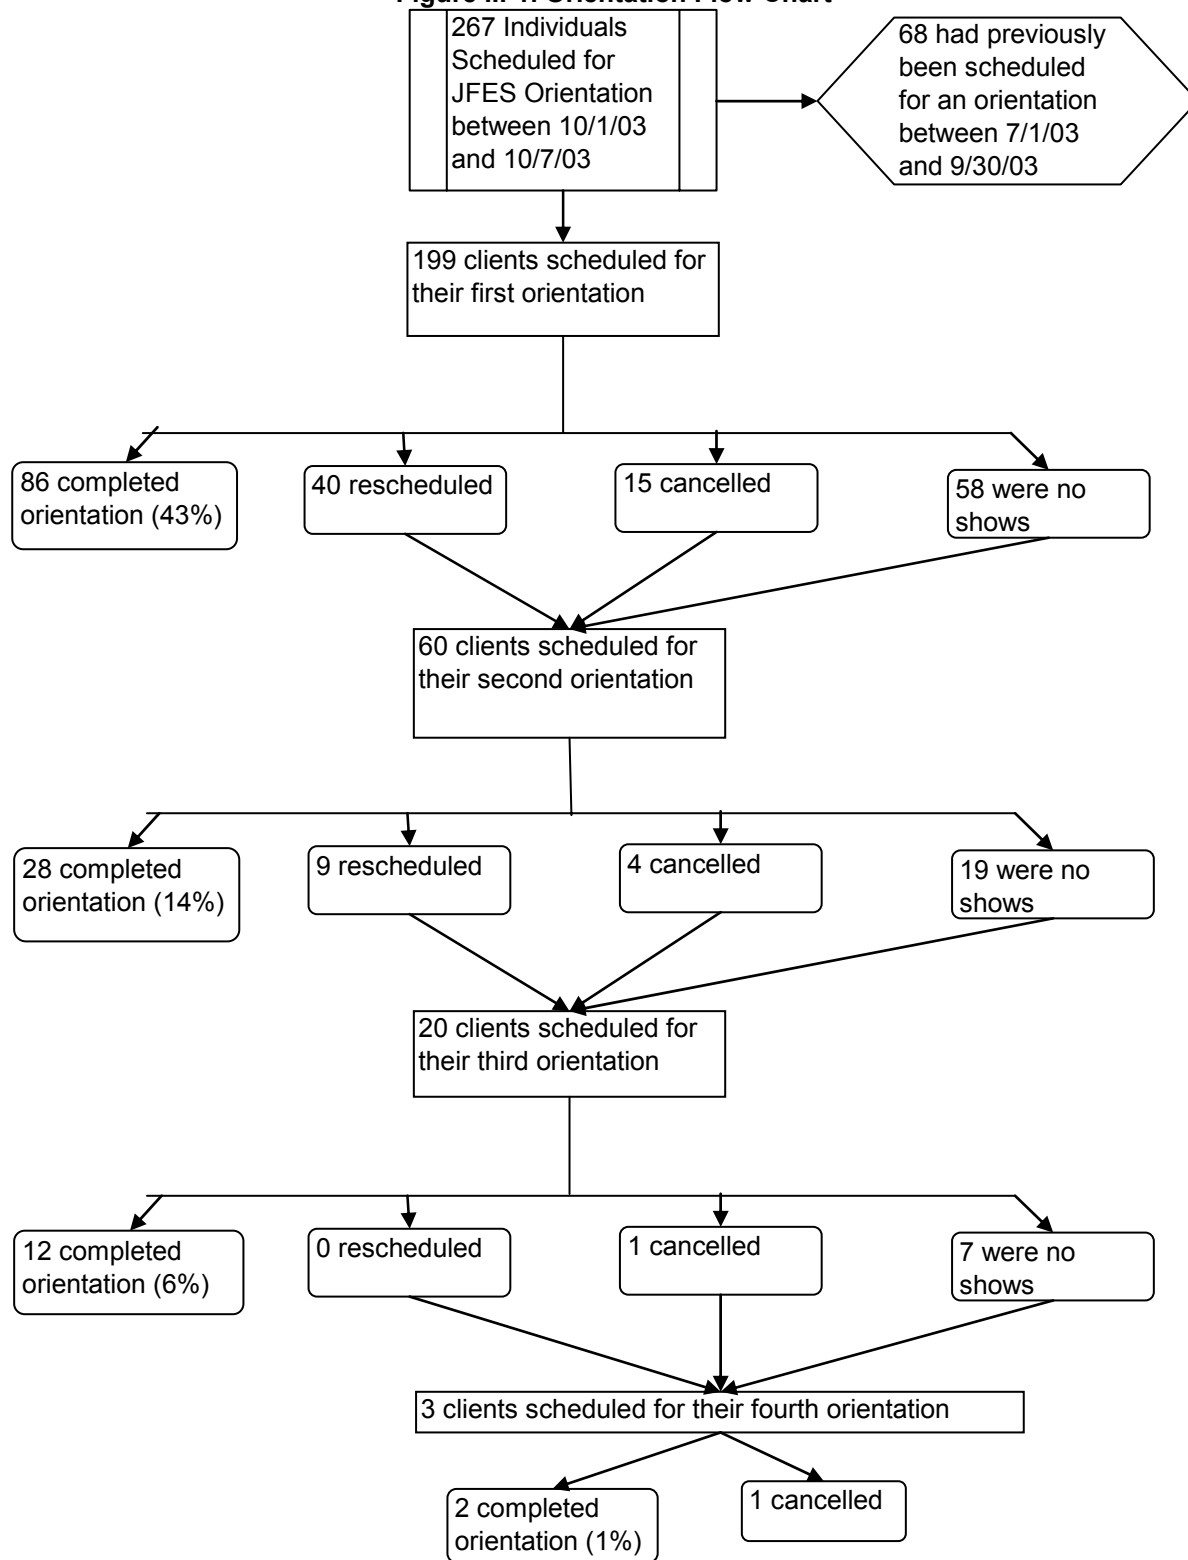 267 Individuals
Scheduled for
JFES Orientation
between 10/1/03
and 10/7/03
68 had previously
been scheduled
for an orientation
between 7/1/03
and 9/30/03
199 clients scheduled for
their first orientation
86 completed
orientation (43%)
40 rescheduled
15 cancelled
58 were no
shows
60 clients scheduled for
their second orientation
28 completed
orientation (14%)
9 rescheduled
4 cancelled
19 were no
shows
20 clients scheduled for
their third orientation
12 completed
orientation (6%)
0 rescheduled
1 cancelled
7 were no
shows
3 clients scheduled for their fourth orientation
2 completed
orientation (1%)
1 cancelled